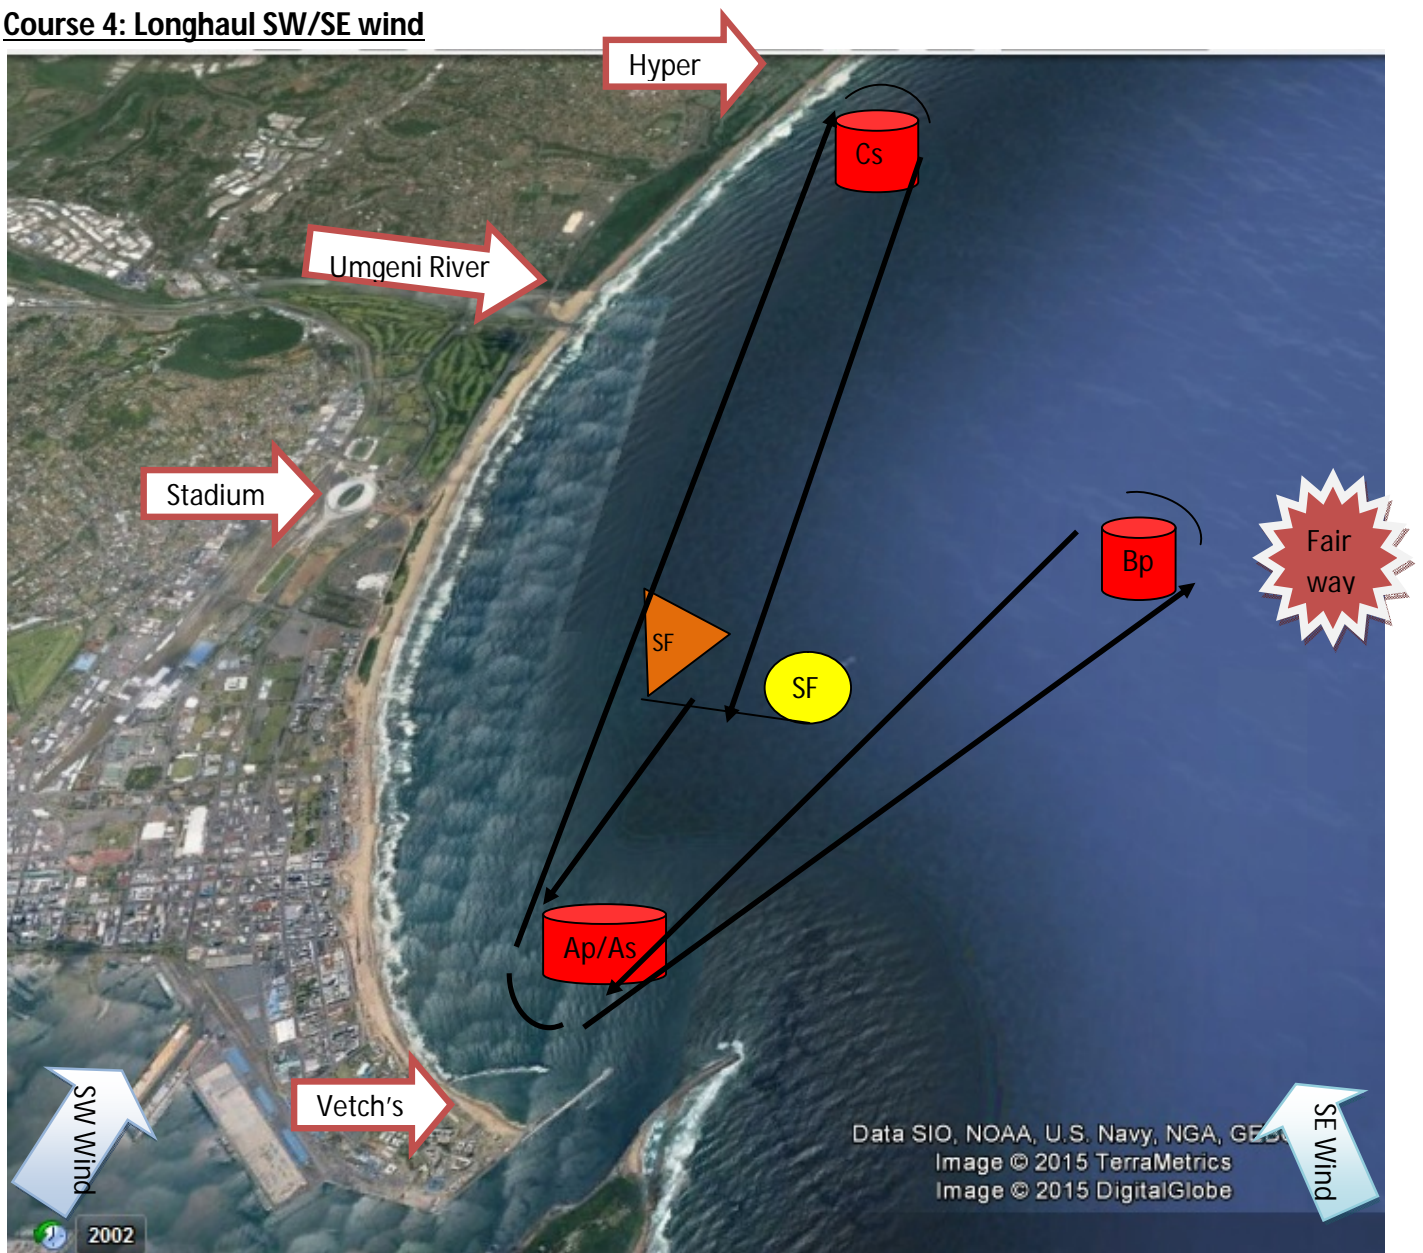 Course 4: Longhaul SW/SE wind
Hyper
Cs
Umgeni River
Stadium
Fair
way
Bp
SF
SF
Ap/As
Vetch's
SW Wind
SE Wind
Data SIO, NOAA, U.S. Navy, NGA,
Image © 2015 TerraMetrics
Image © 2015 DigitalGlobe
2002